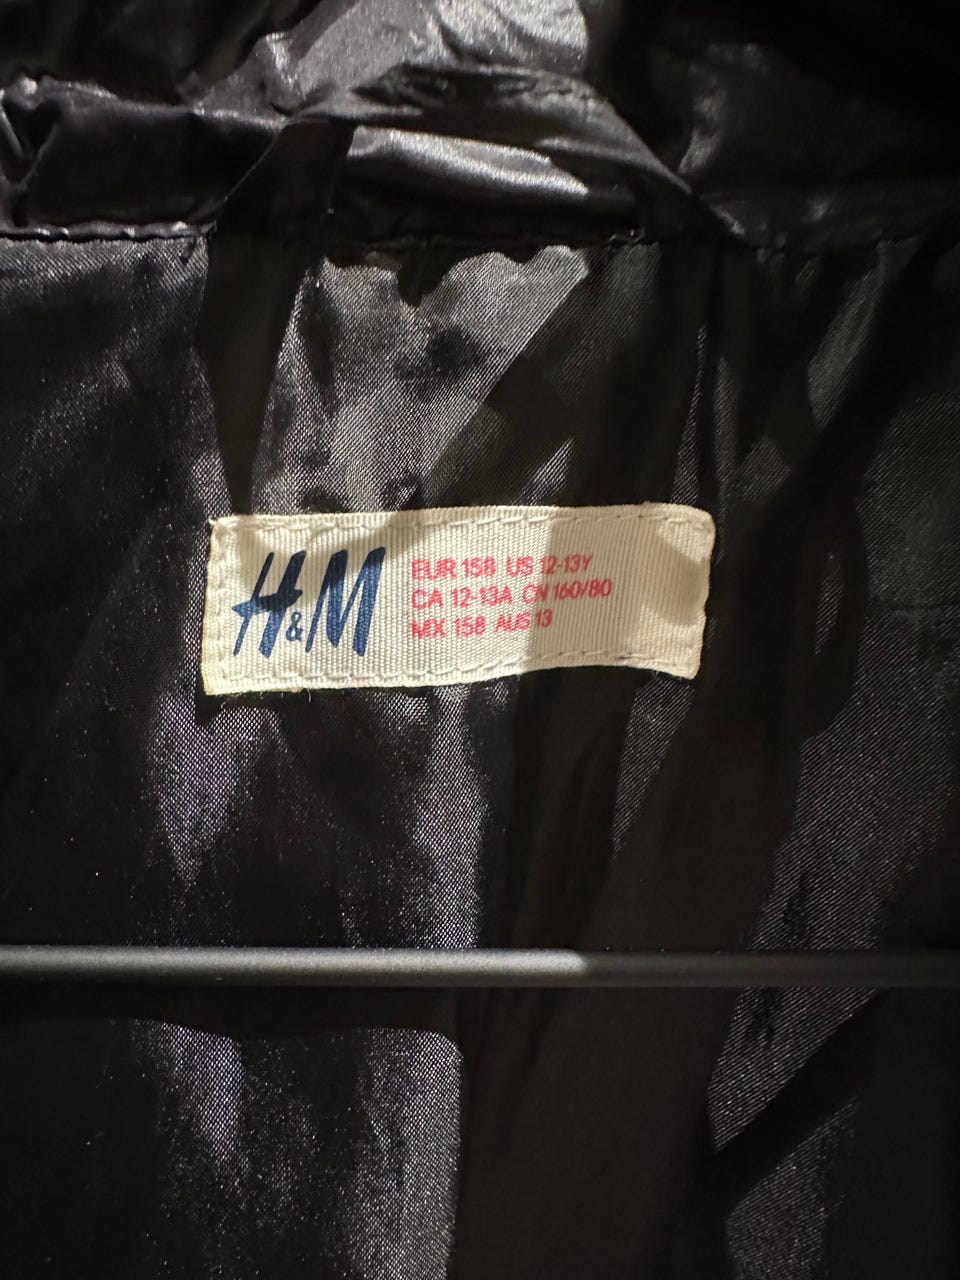 H&M
EUR 158 US 12-13Y
CA 12-13A CN 160/80
MX 158 AUS 13